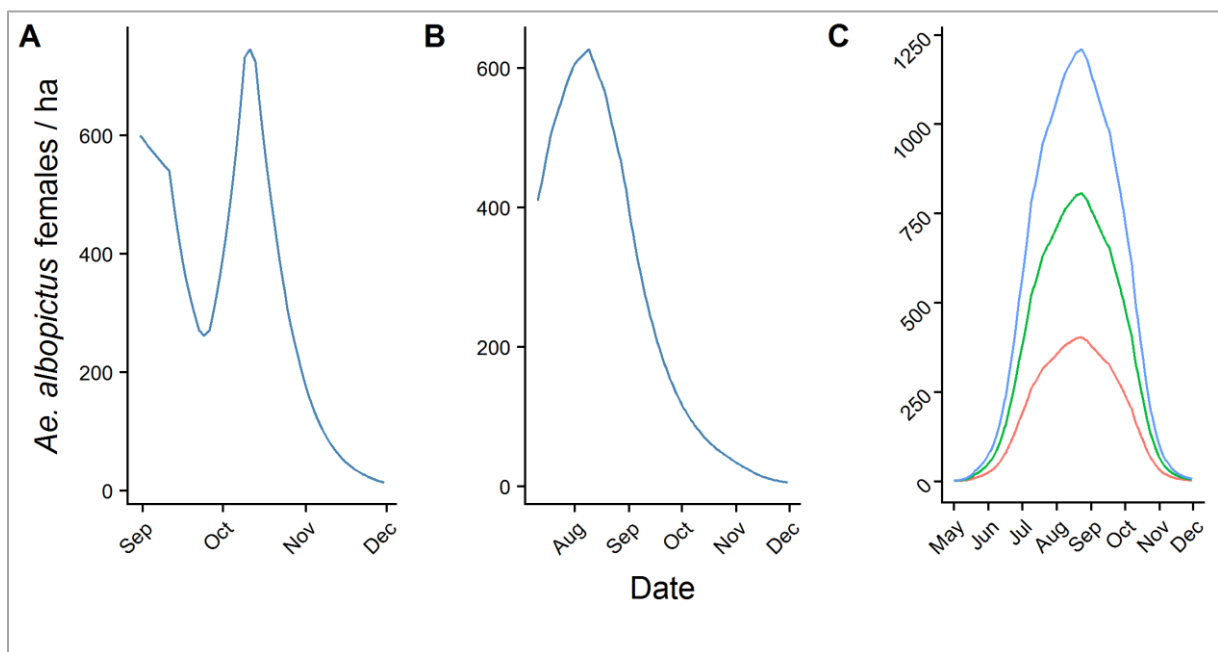 A
B
C
Ae. albopictus females / ha
600
400
200
0
Sep
Oct
Nov
Dec
600
400
200
0
Aug
Sep
Oct
Nov
Dec
1250
1000
750
500
250
0
May
Jun
Jul
Aug
Sep
Oct
Nov
Dec
Date